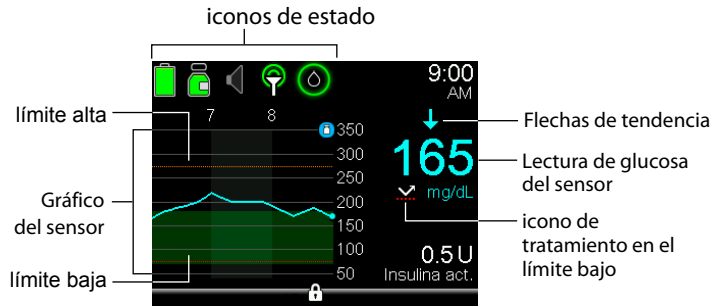 iconos de estado
9:00
AM
7 8
límite alta
Flechas de tendencia
350
300
250
200
150
100
50
165
mg/dL
Lectura de glucosa
del sensor
Gráfico
del sensor
icono de
tratamiento en el
límite bajo
0.5 U
Insulina act.
límite baja